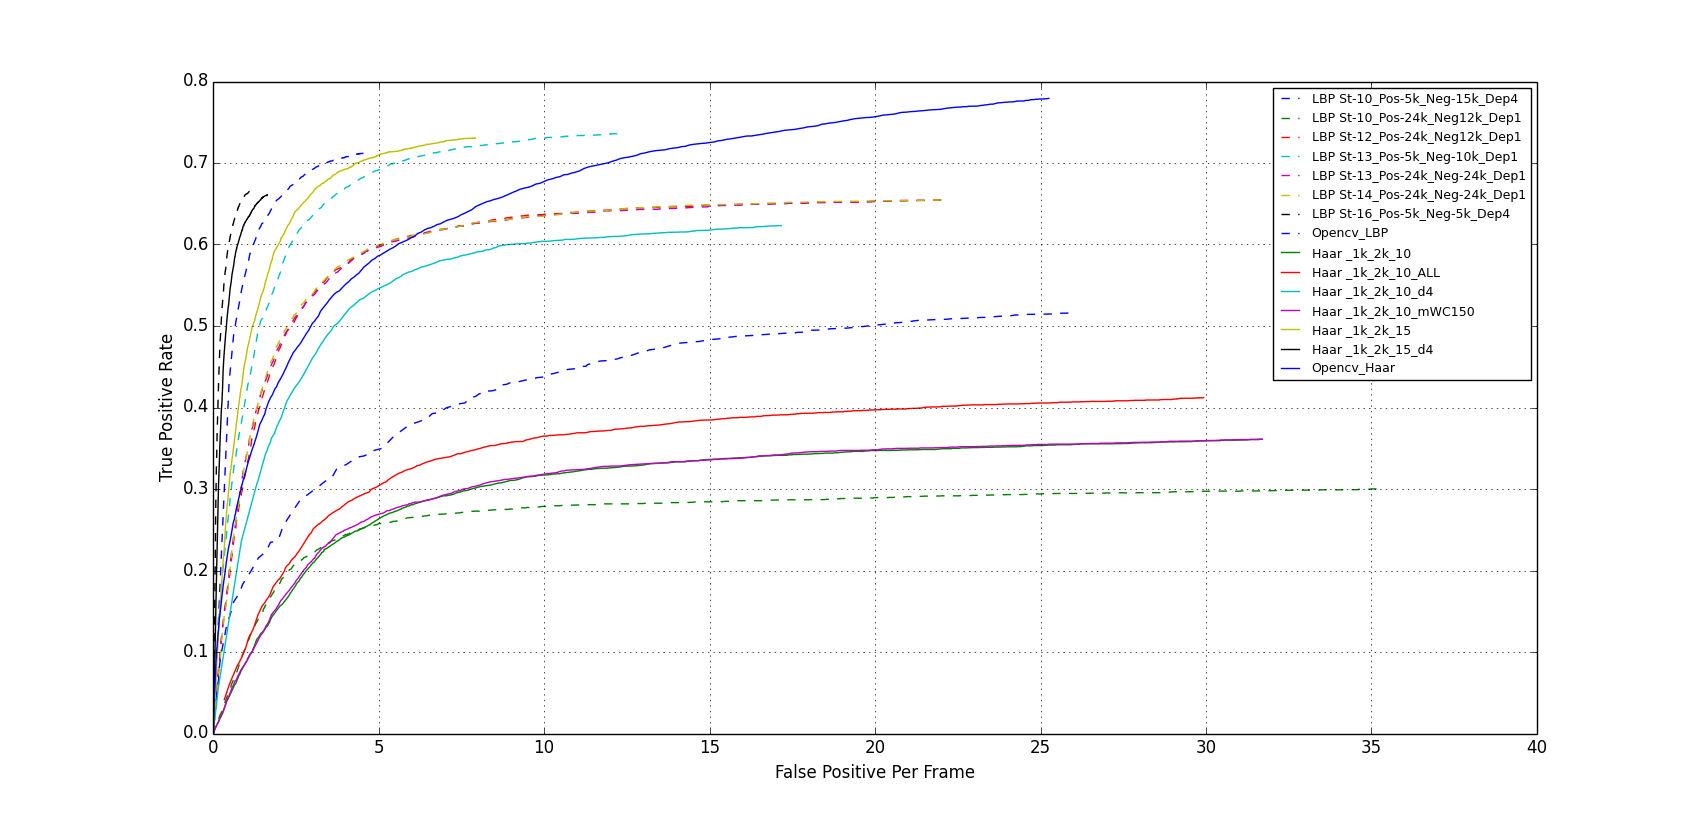 0.8
0.7
0.6
0.5
0.4
0.3
0.2
0.1
0.0
True Positive Rate
LBP St-10_Pos-5k_Neg-15k_Dep4
LBP St-10_Pos-24k_Neg12k_Dep1
LBP St-12_Pos-24k_Neg12k_Dep1
LBP St-13_Pos-5k_Neg-10k_Dep1
LBP St-13_Pos-24k_Neg-24k_Dep1
LBP St-14_Pos-24k_Neg-24k_Dep1
LBP St-16_Pos-5k_Neg-5k_Dep4
Opencv_LBP
Haar _1k_2k_10
Haar _1k_2k_10_ALL
Haar _1k_2k_10_d4
Haar _1k_2k_10_mWC150
Haar _1k_2k_15
Haar _1k_2k_15_d4
Opencv_Haar
0 5 10 15 20 25 30 35 40
False Positive Per Frame